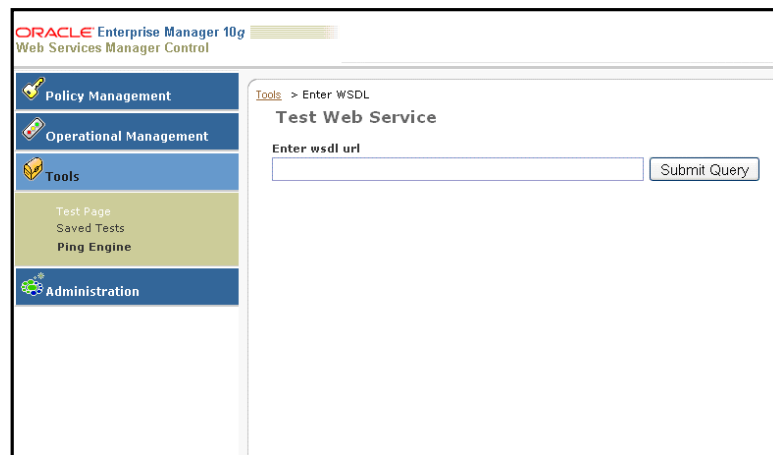 ORACLE Enterprise Manager 10g
Web Services Manager Control
Policy Management
Operational Management
Tools
Test Page
Saved Tests
Ping Engine
Administration
Tools > Enter WSDL
Test Web Service
Enter wsdl url
Submit Query